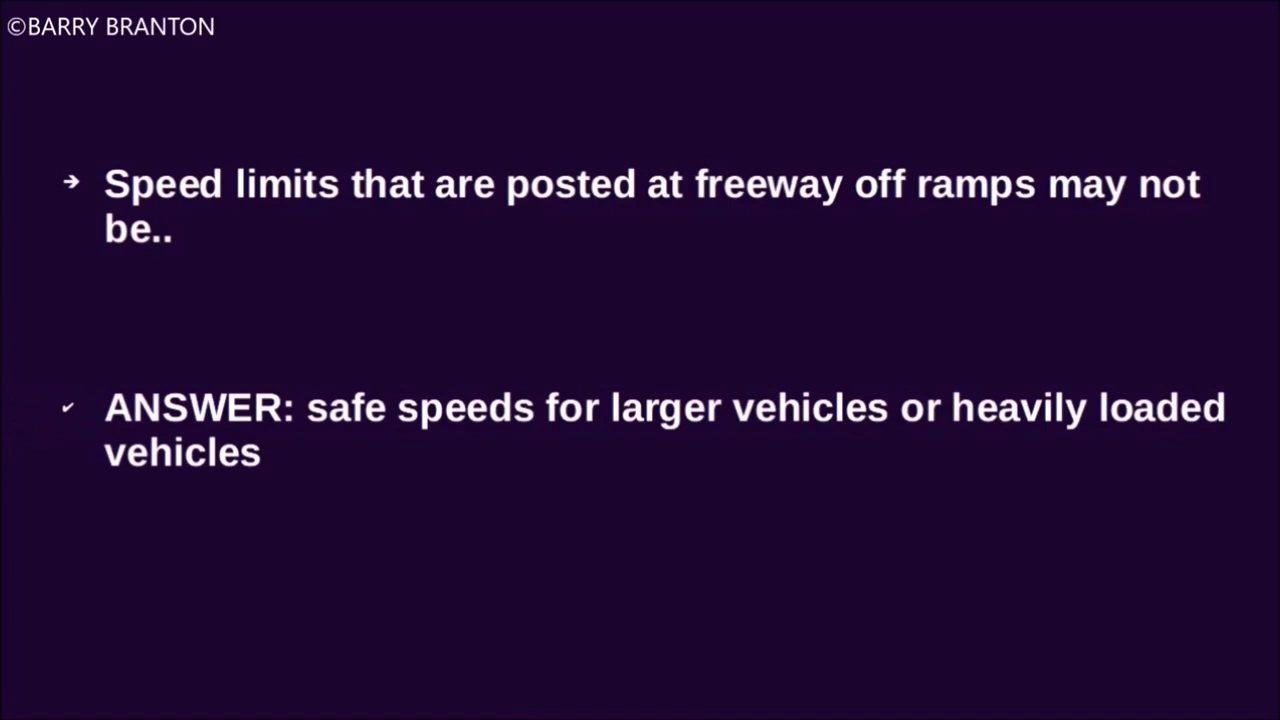 ©BARRY BRANTON
➔ Speed limits that are posted at freeway off ramps may not
be..
✔ ANSWER: safe speeds for larger vehicles or heavily loaded
vehicles